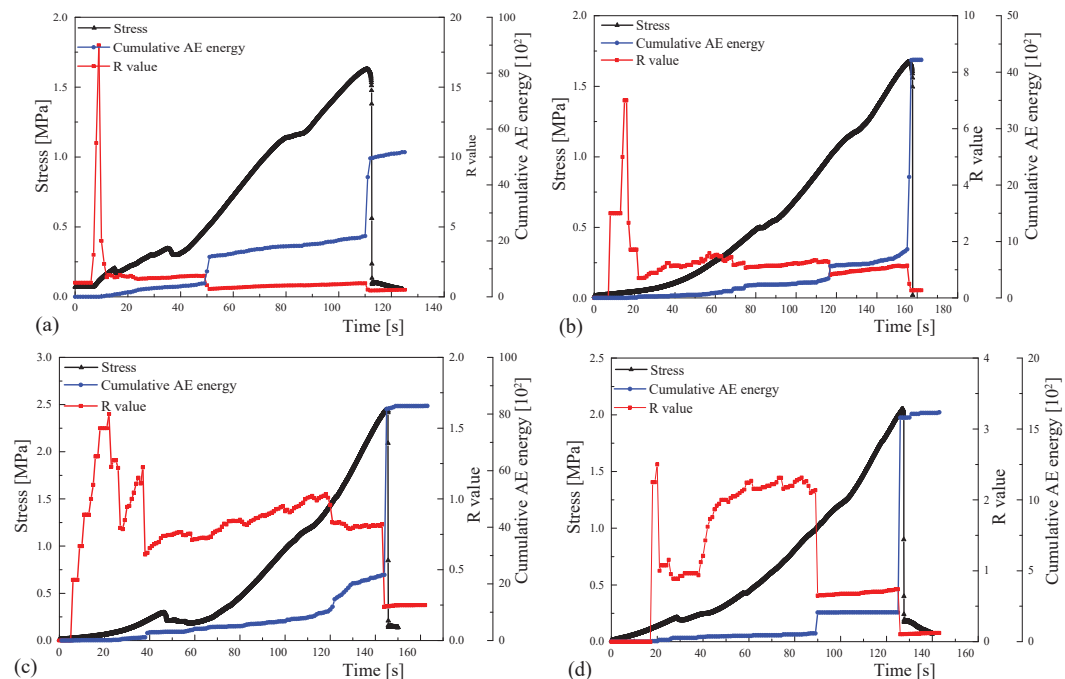 Stress
Cumulative AE energy
R value
Stress [MPa]
2.0
1.5
1.0
0.5
0.0
0 20 40 60 80 100 120 140
Time [s]
20
15
10
5
0
R value
100
80
60
40
20
0
Cumulative AE energy [10²]
(a)
Stress
Cumulative AE energy
R value
Stress [MPa]
2.0
1.5
1.0
0.5
0.0
0 20 40 60 80 100 120 140 160
Time [s]
10
8
6
4
2
0
R value
50
40
30
20
10
0
Cumulative AE energy [10²]
(b)
Stress
Cumulative AE energy
R value
Stress [MPa]
3.0
2.5
2.0
1.5
1.0
0.5
0.0
0 20 40 60 80 100 120 140 160
Time [s]
2.0
1.5
1.0
0.5
0.0
R value
100
80
60
40
20
0
Cumulative AE energy [10²]
(c)
Stress
Cumulative AE energy
R value
Stress [MPa]
2.5
2.0
1.5
1.0
0.5
0.0
0 20 40 60 80 100 120 140 160
Time [s]
4
3
2
1
0
R value
20
15
10
5
0
Cumulative AE energy [10²]
(d)